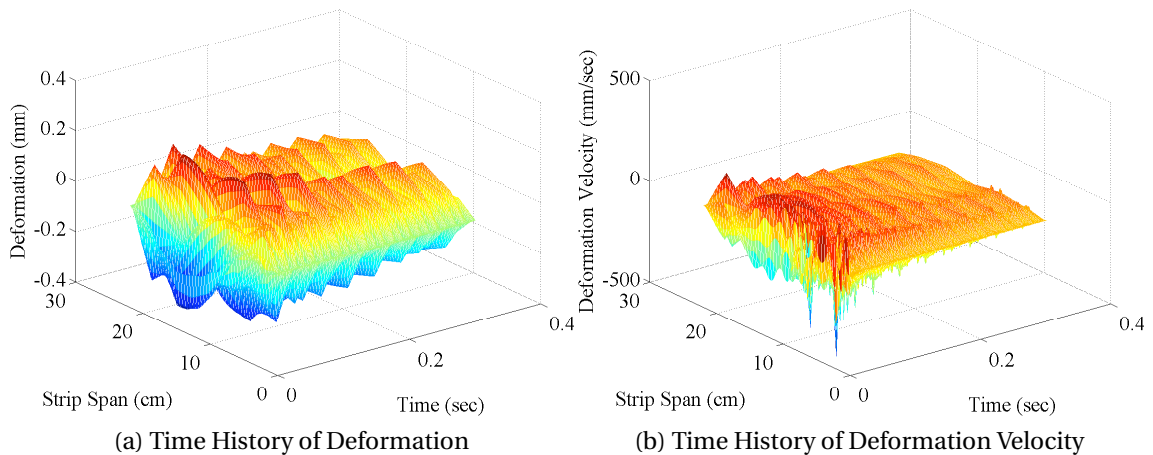 0.4
0.2
0
-0.2
-0.4
Deformation (mm)
30
20
10
0
Strip Span (cm)
0
0.2
0.4
Time (sec)
(a) Time History of Deformation
500
0
-500
Deformation Velocity (mm/sec)
30
20
10
0
Strip Span (cm)
0
0.2
0.4
Time (sec)
(b) Time History of Deformation Velocity